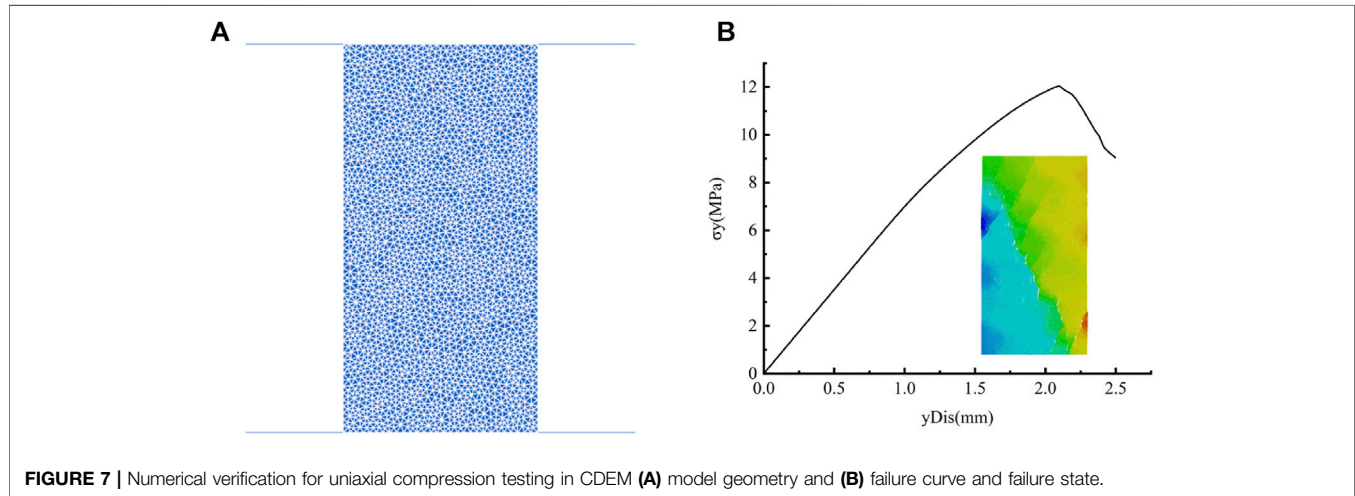 A
B
12
10
8
6
4
2
0
σy(MPa)
0.0 0.5 1.0 1.5 2.0 2.5
yDis(mm)
FIGURE 7 | Numerical verification for uniaxial compression testing in CDEM (A) model geometry and (B) failure curve and failure state.